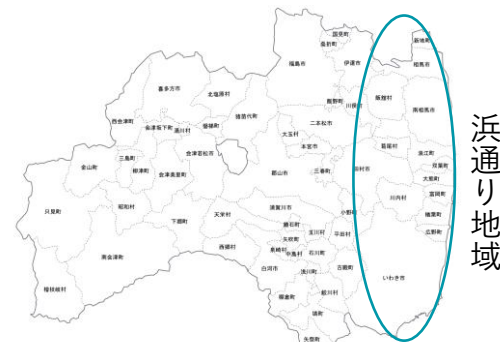 国見町
桑折町
新地町
福島市
伊達市
相馬市
喜多方市
北塩原村
飯舘村
川俣町
南相馬市
猪苗代町
二本松市
西会津町
会津坂下町
湯川村
磐梯町
大玉村
本宮市
葛尾村
浪江町
双葉町
三島町
金山町
柳津町
会津若松市
会津美里町
郡山市
三春町
田村市
大熊町
富岡町
川内村
只見町
昭和村
下郷町
天栄村
須賀川市
小野町
楢葉町
広野町
鏡石町
玉川村
平田村
矢吹町
西郷村
泉崎村
中島村
石川町
南会津町
白河市
浅川町
古殿町
いわき市
檜枝岐村
棚倉町
鮫川村
塙町
矢祭町
浜通り地域